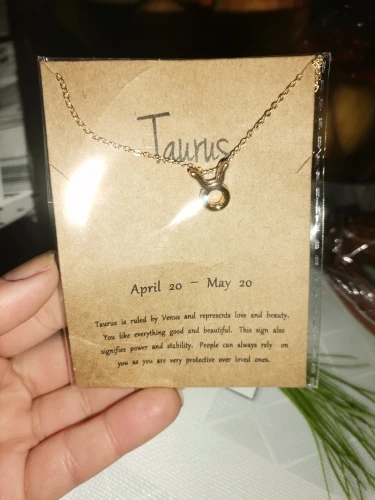 Taurus
April 20 – May 20
Taurus is ruled by Venus and represents love and beauty.
You like everything good and beautiful. This sign also
signifies power and stability. People can always rely on
you as you are very protective over loved ones.